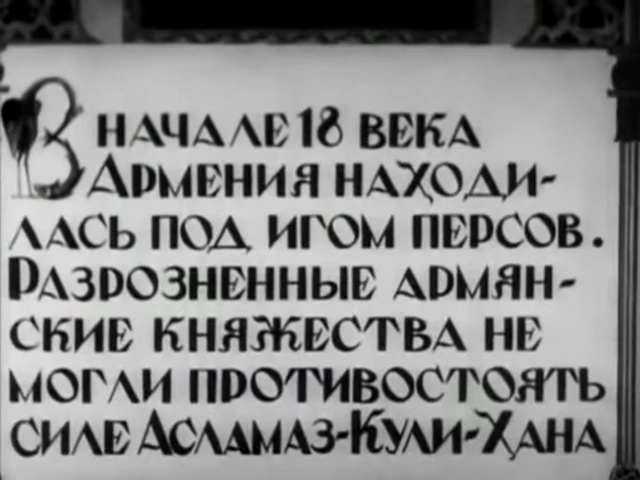 В НАЧАЛЕ 18 ВЕКА
АРМЕНИЯ НАХОДИ-
ЛАСЬ ПОД ИГОМ ПЕРСОВ.
РАЗРОЗНЕННЫЕ АРМЯН-
СКИЕ КНЯЖЕСТВА НЕ
МОГЛИ ПРОТИВОСТОЯТЬ
СИЛЕ АСЛАМАЗ-КУЛИ-ХАНА